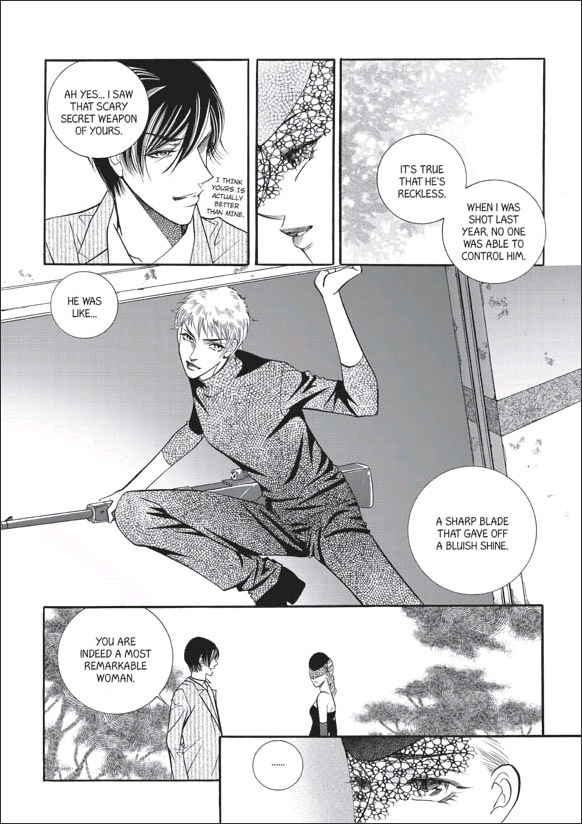 AH YES... I SAW
THAT SCARY
SECRET WEAPON
OF YOURS.
I THINK
YOURS IS
ACTUALLY
BETTER
THAN MINE.
IT'S TRUE
THAT HE'S
RECKLESS.
WHEN I WAS
SHOT LAST
YEAR, NO ONE
WAS ABLE TO
CONTROL HIM.
HE WAS
LIKE...
A SHARP BLADE
THAT GAVE OFF
A BLUISH SHINE.
YOU ARE
INDEED A MOST
REMARKABLE
WOMAN.
......